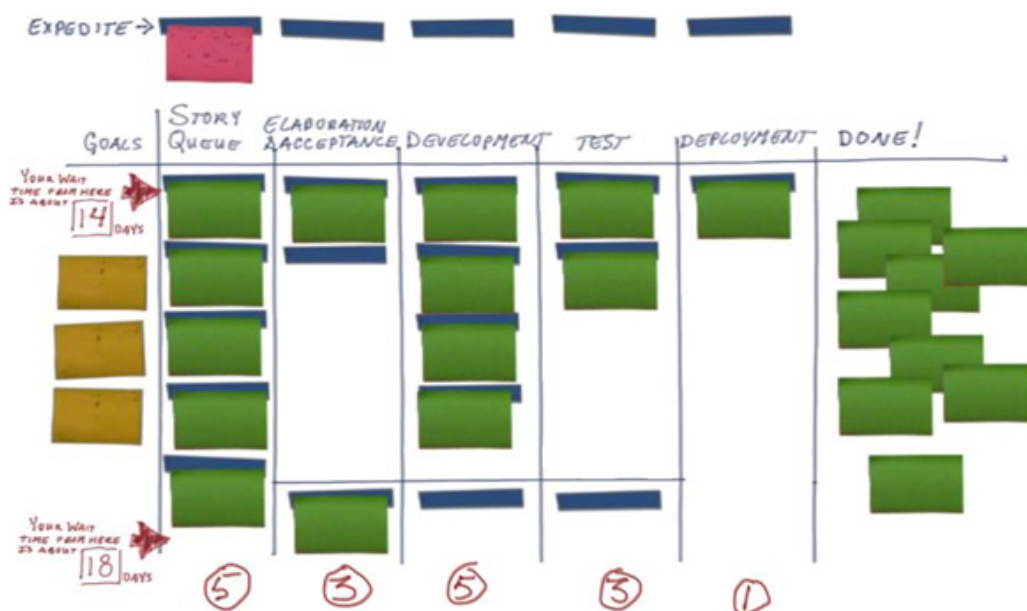 EXPEDITE →
GOALS
STORY
QUEUE
ELABORATION
& ACCEPTANCE
DEVELOPMENT
TEST
DEPLOYMENT
DONE!
YOUR WAIT
TIME FROM HERE
IS ABOUT
14 DAYS
YOUR WAIT
TIME FROM HERE
IS ABOUT
18 DAYS
5
3
5
3
1